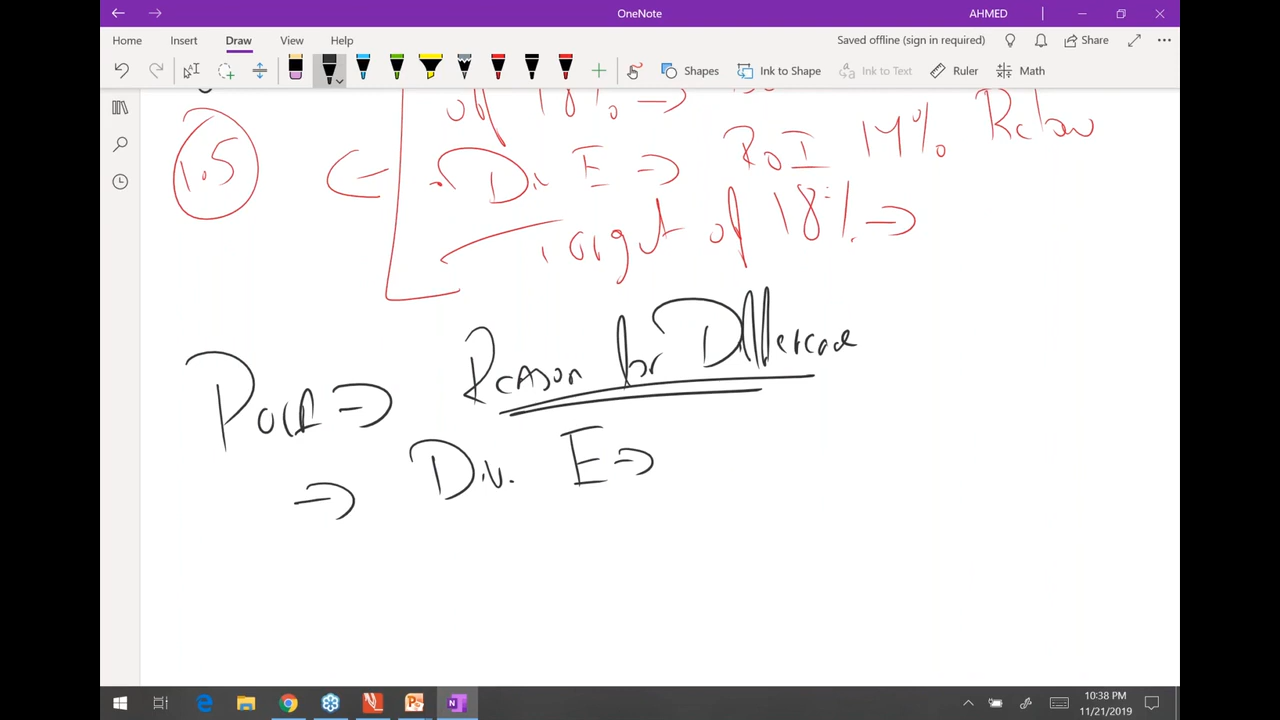 OneNote
AHMED
Home Insert Draw View Help
Saved offline (sign in required)
Share
Shapes Ink to Shape Ink to Text Ruler Math
of 18% →
1.5
Div E ⇒ ROI 14% Below
target of 18% →
Reason for Difference
⇒
⇒ Div. E ⇒
10:38 PM
11/21/2019